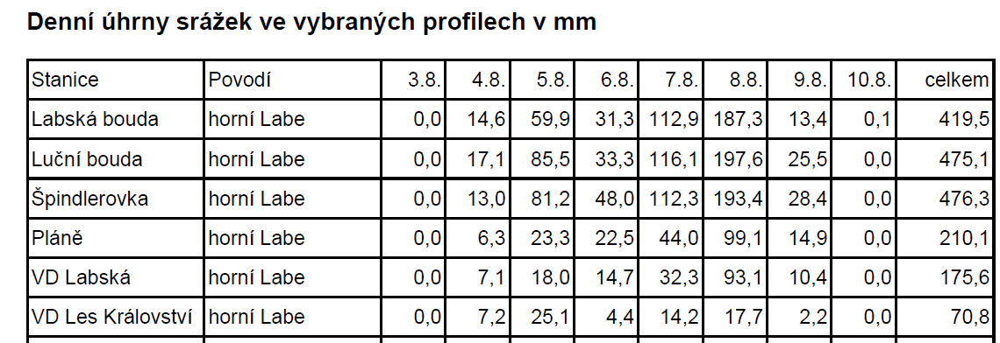 Denní úhrny srážek ve vybraných profilech v mm
Stanice Povodí 3.8. 4.8. 5.8. 6.8. 7.8. 8.8. 9.8. 10.8. celkem
Labská bouda horní Labe 0,0 14,6 59,9 31,3 112,9 187,3 13,4 0,1 419,5
Luční bouda horní Labe 0,0 17,1 85,5 33,3 116,1 197,6 25,5 0,0 475,1
Špindlerovka horní Labe 0,0 13,0 81,2 48,0 112,3 193,4 28,4 0,0 476,3
Pláně horní Labe 0,0 6,3 23,3 22,5 44,0 99,1 14,9 0,0 210,1
VD Labská horní Labe 0,0 7,1 18,0 14,7 32,3 93,1 10,4 0,0 175,6
VD Les Království horní Labe 0,0 7,2 25,1 4,4 14,2 17,7 2,2 0,0 70,8